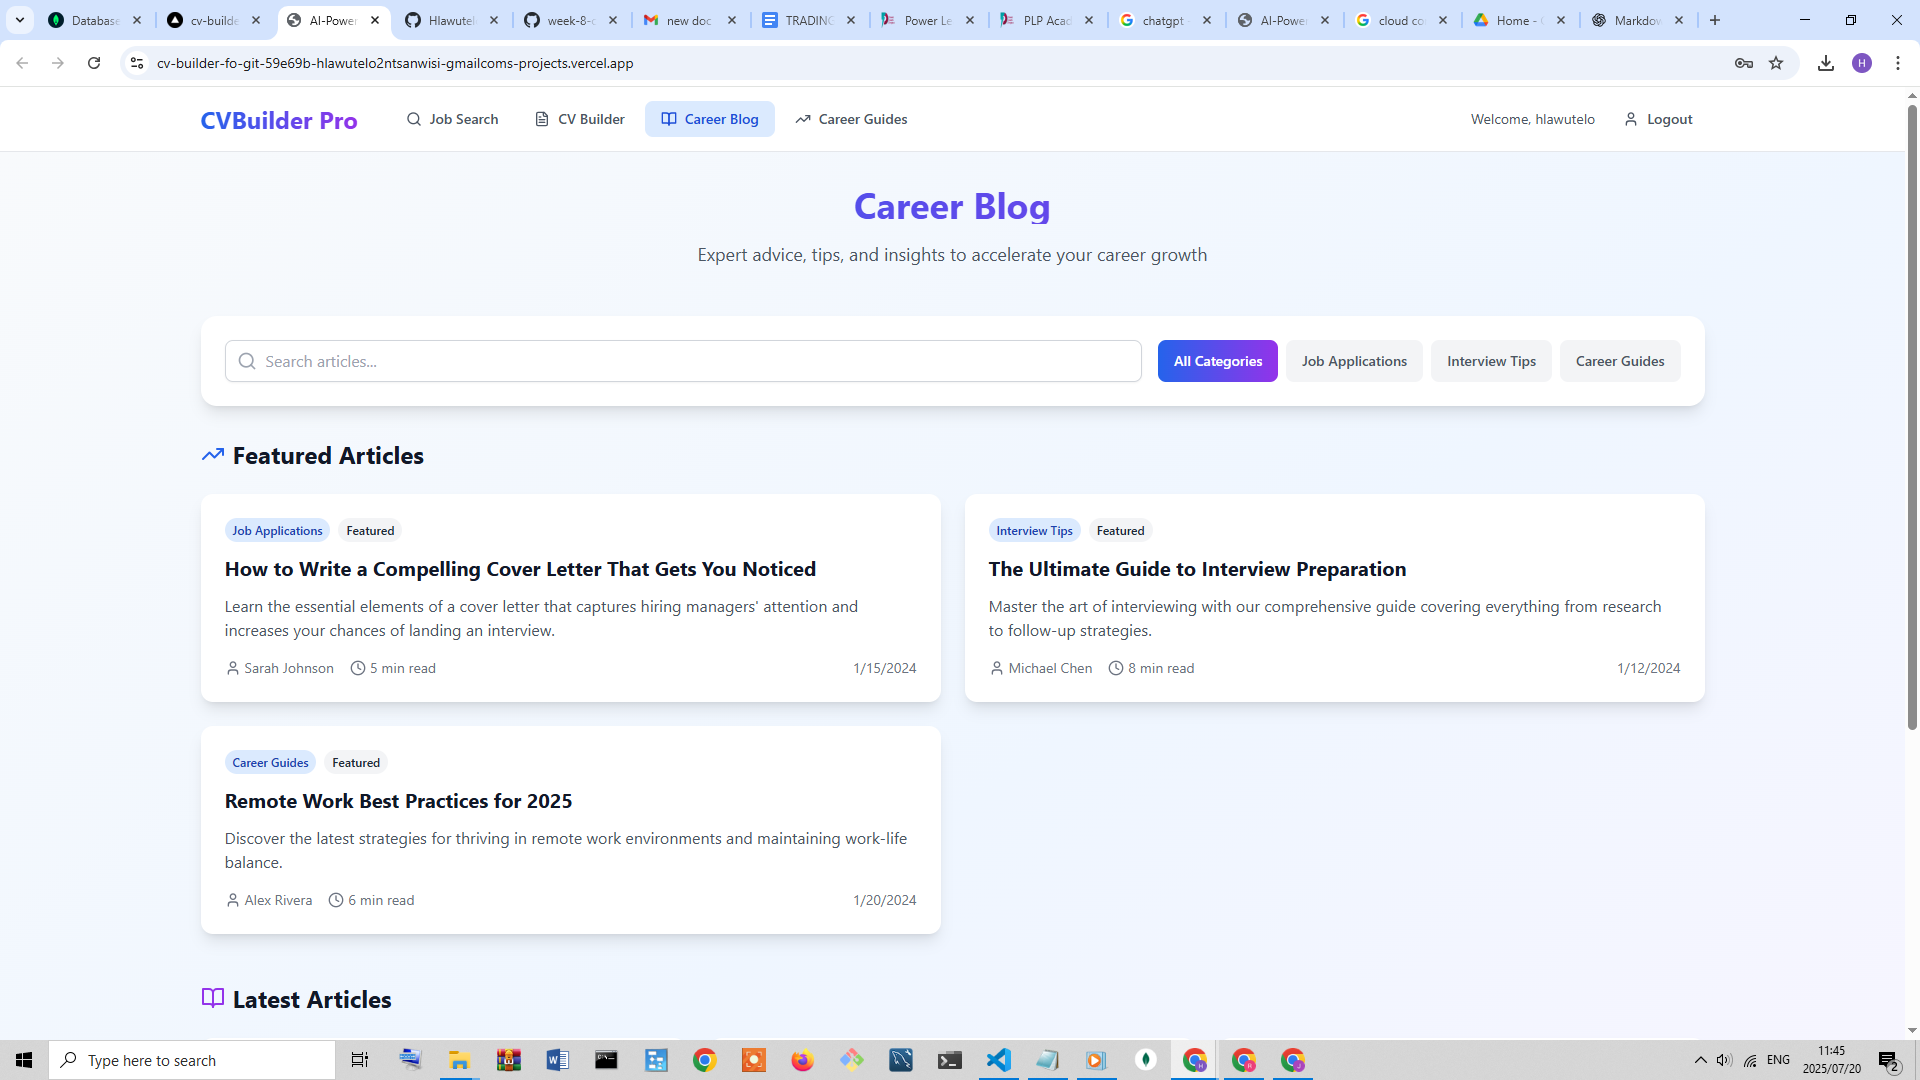 Database
cv-builde
AI-Power
Hlawutel
week-8-c
new doc
TRADING
Power Le
PLP Acad
chatgpt
AI-Power
cloud co
Home -
Markdow
cv-builder-fo-git-59e69b-hlawutelo2ntsanwisi-gmailcoms-projects.vercel.app
H
CVBuilder Pro
Job Search
CV Builder
Career Blog
Career Guides
Welcome, hlawutelo
Logout
Career Blog
Expert advice, tips, and insights to accelerate your career growth
Search articles...
All Categories
Job Applications
Interview Tips
Career Guides
Featured Articles
Job Applications
Featured
How to Write a Compelling Cover Letter That Gets You Noticed
Learn the essential elements of a cover letter that captures hiring managers' attention and
increases your chances of landing an interview.
Sarah Johnson
5 min read
1/15/2024
Interview Tips
Featured
The Ultimate Guide to Interview Preparation
Master the art of interviewing with our comprehensive guide covering everything from research
to follow-up strategies.
Michael Chen
8 min read
1/12/2024
Career Guides
Featured
Remote Work Best Practices for 2025
Discover the latest strategies for thriving in remote work environments and maintaining work-life
balance.
Alex Rivera
6 min read
1/20/2024
Latest Articles
Type here to search
ENG
11:45
2025/07/20
2